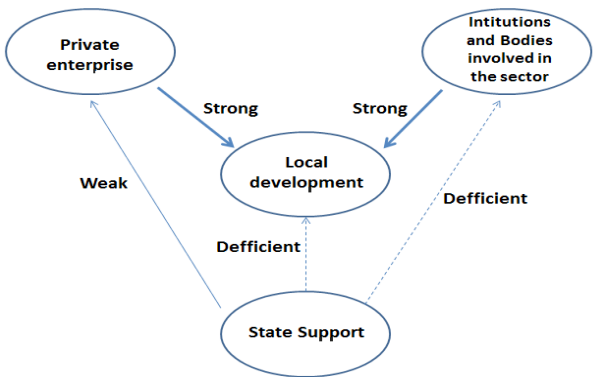 Private
enterprise
Intitutions
and Bodies
involved in
the sector
Strong
Strong
Local
development
Weak
Defficient
Defficient
State Support